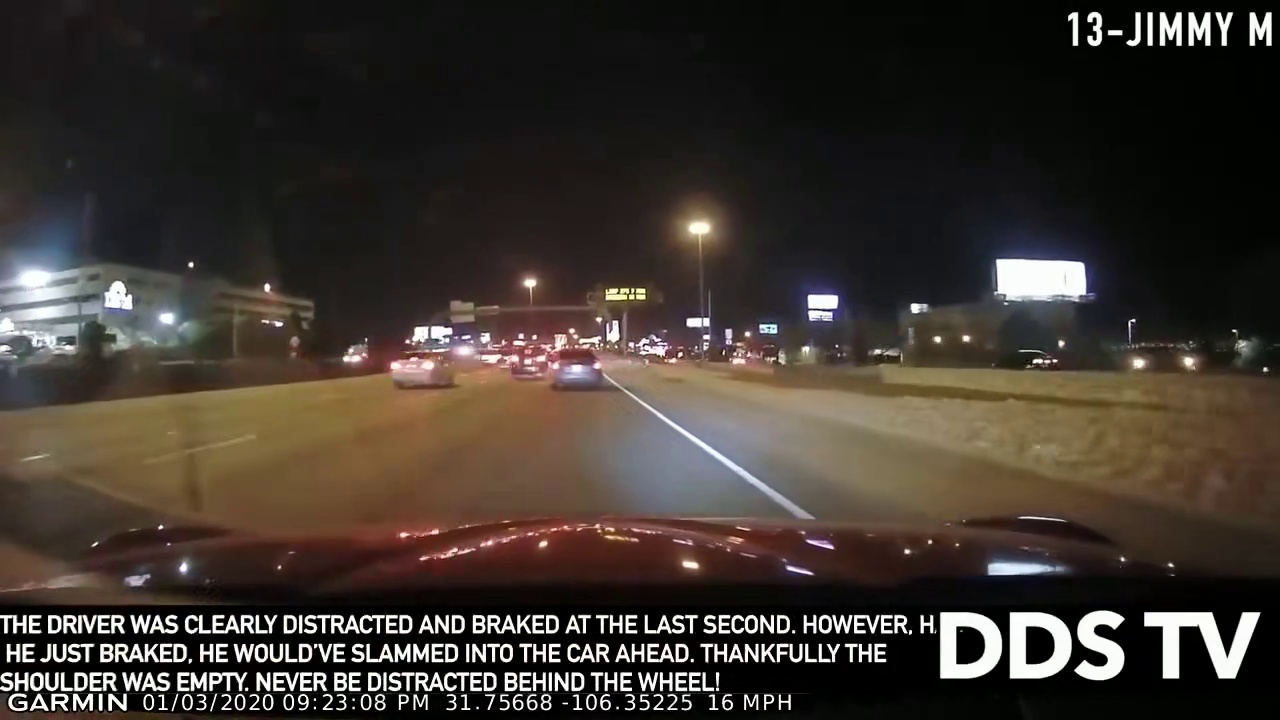 13-JIMMY M
THE DRIVER WAS CLEARLY DISTRACTED AND BRAKED AT THE LAST SECOND. HOWEVER, H
HE JUST BRAKED, HE WOULD'VE SLAMMED INTO THE CAR AHEAD. THANKFULLY THE
SHOULDER WAS EMPTY. NEVER BE DISTRACTED BEHIND THE WHEEL!
DDS TV
GARMIN 01/03/2020 09:23:08 PM 31.75668 -106.35225 16 MPH